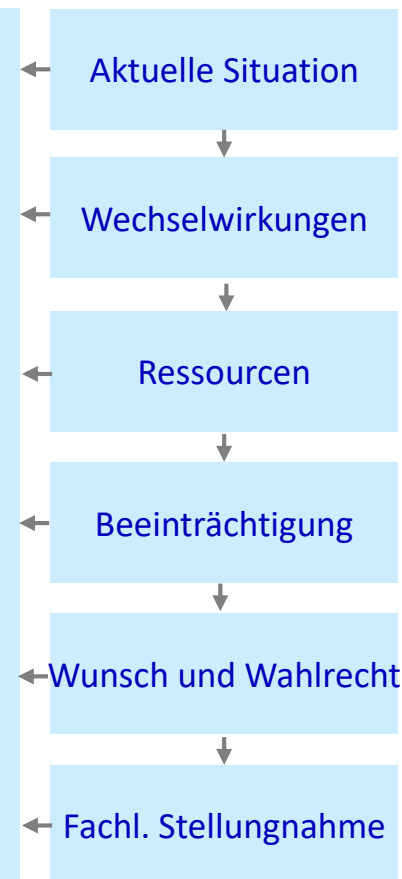 Aktuelle Situation
Wechselwirkungen
Ressourcen
Beeinträchtigung
Wunsch und Wahlrecht
Fachl. Stellungnahme